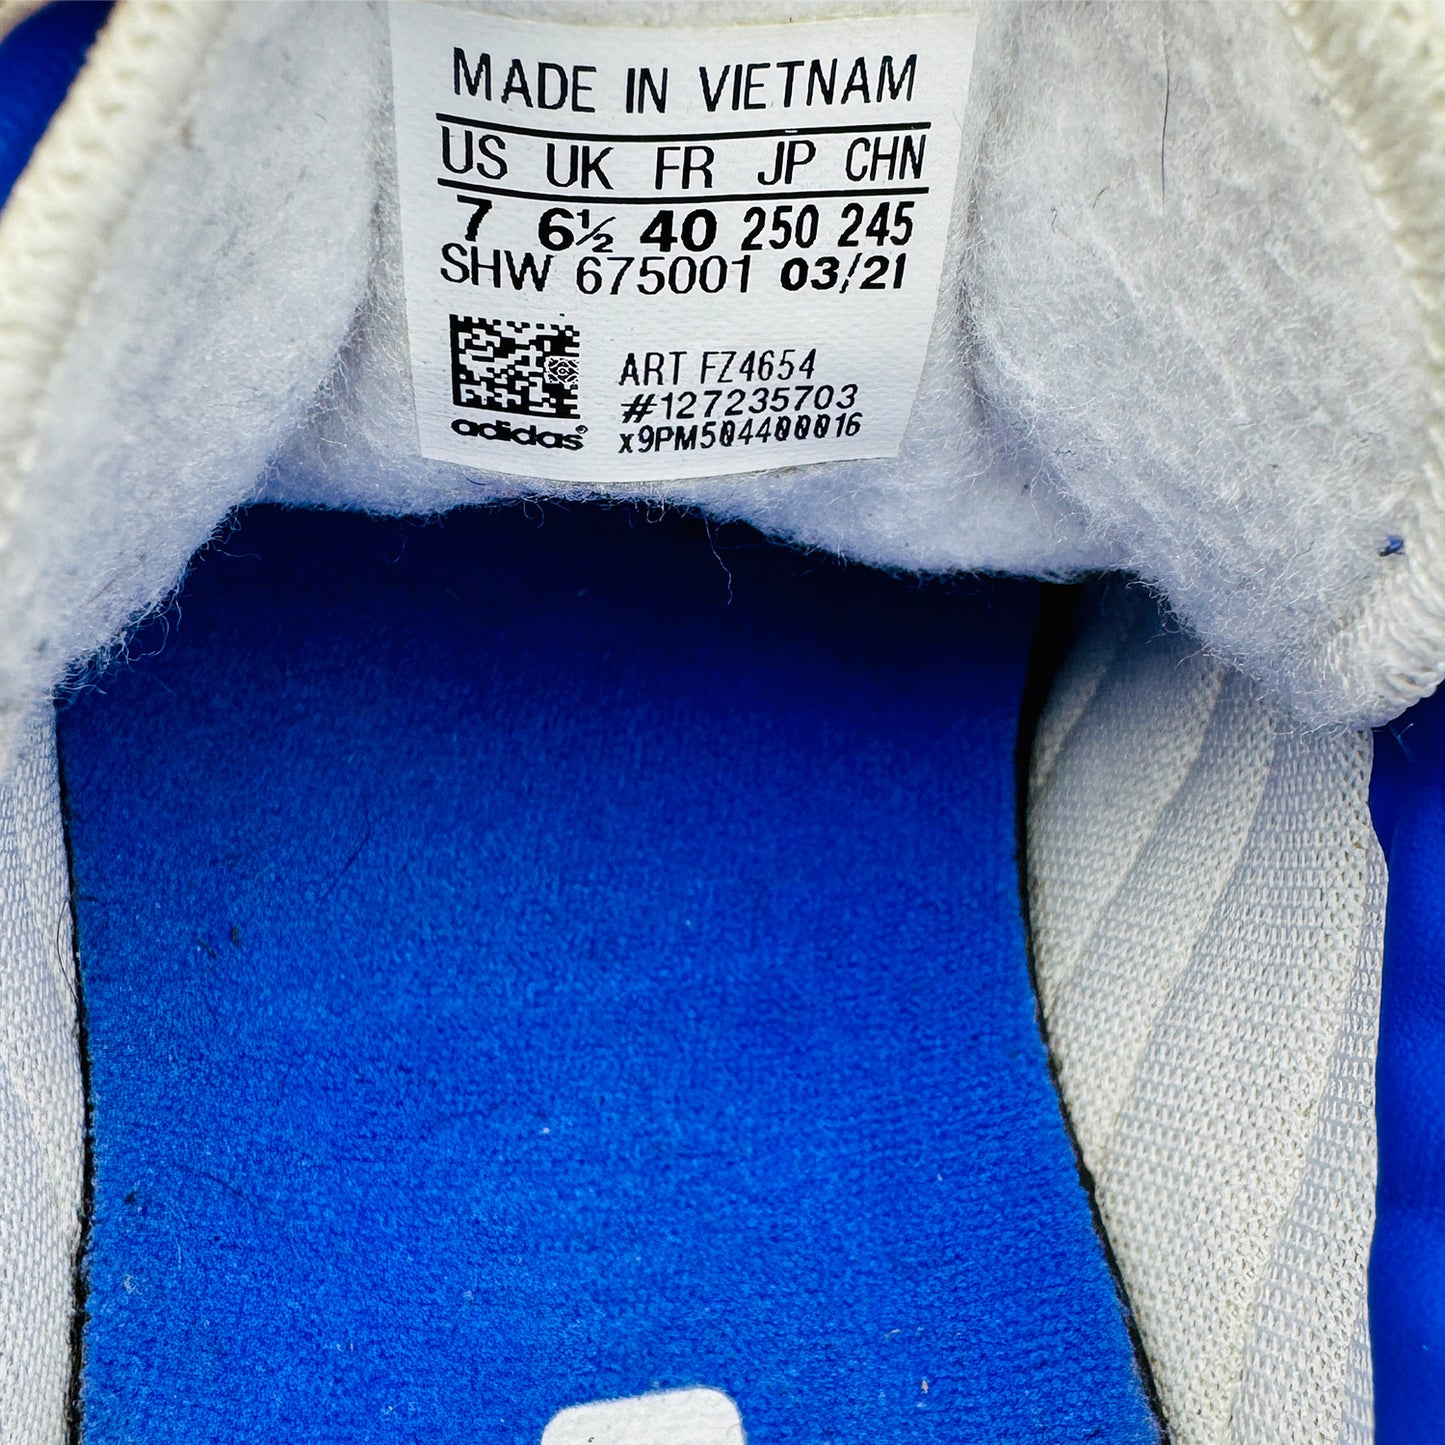 MADE IN VIETNAM
US UK FR JP CHN
7 6½ 40 250 245
SHW 675001 03/21
ART FZ4654
#127235703
adidas® x9PM504400016